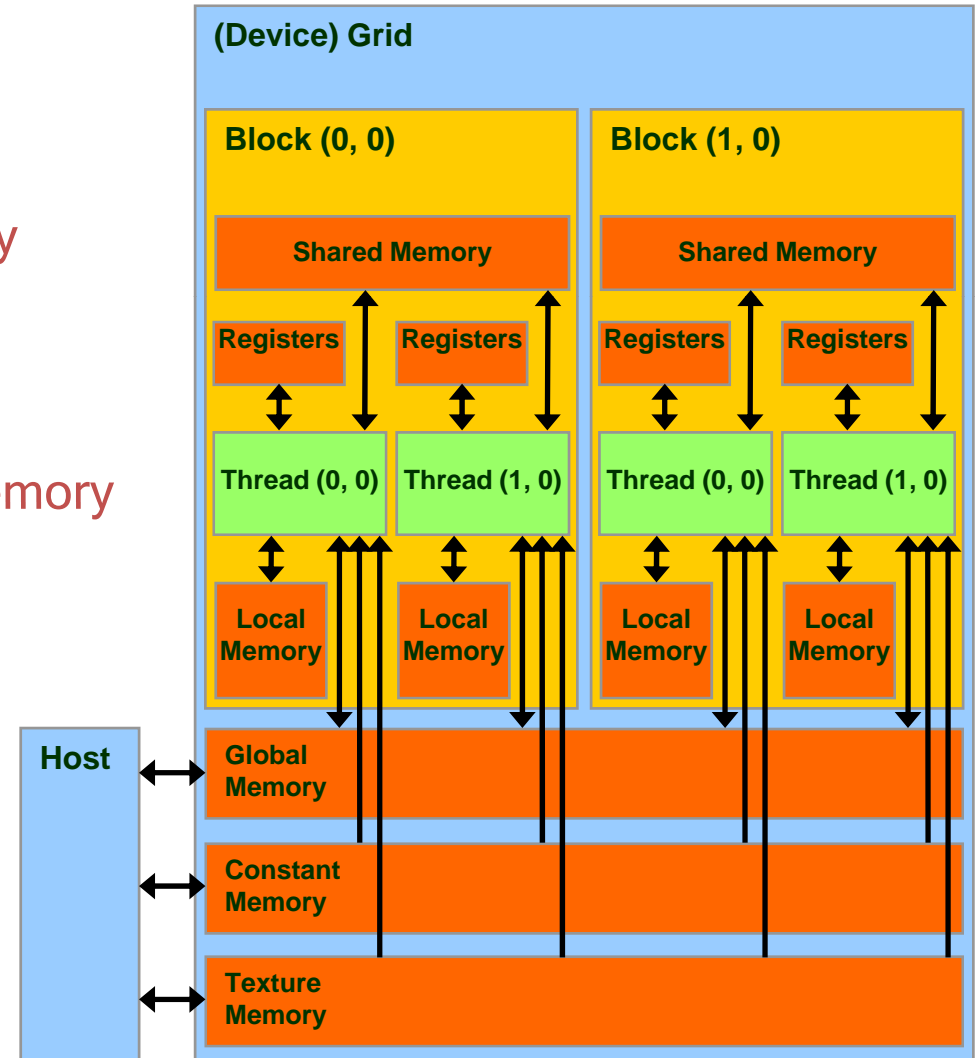 (Device) Grid
Block (0, 0)
Block (1, 0)
y
Shared Memory
Shared Memory
Registers
Registers
Registers
Registers
emory
Thread (0, 0)
Thread (1, 0)
Thread (0, 0)
Thread (1, 0)
Local
Memory
Local
Memory
Local
Memory
Local
Memory
Host
Global
Memory
Constant
Memory
Texture
Memory